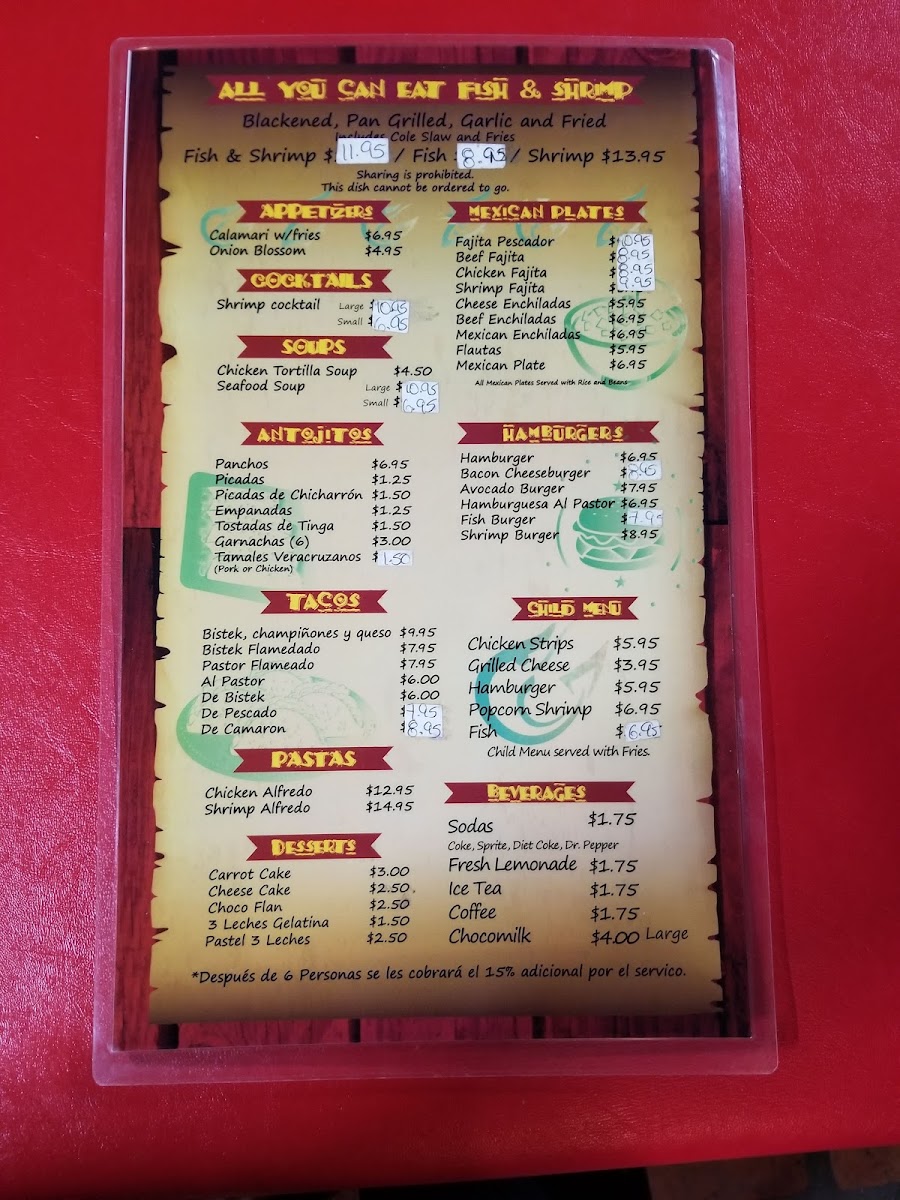 ALL YOU CAN EAT FISH & SHRIMP
Blackened, Pan Grilled, Garlic and Fried
Includes Cole Slaw and Fries
Fish & Shrimp $11.95 / Fish 8.95 / Shrimp $13.95
Sharing is prohibited.
This dish cannot be ordered to go.
APPETIZERS
Calamari w/fries $6.95
Onion Blossom $4.95
COCKTAILS
Shrimp cocktail Large $10.95
Small $6.95
SOUPS
Chicken Tortilla Soup $4.50
Seafood Soup Large $10.95
Small $6.95
ANTOJITOS
Panchos $6.95
Picadas $1.25
Picadas de Chicharrón $1.50
Empanadas $1.25
Tostadas de Tinga $1.50
Garnachas (6) $3.00
Tamales Veracruzanos $1.50
(Pork or Chicken)
TACOS
Bistek, champiñones y queso $9.95
Bistek Flamedado $7.95
Pastor Flameado $7.95
Al Pastor $6.00
De Bistek $6.00
De Pescado $7.95
De Camaron $8.95
PASTAS
Chicken Alfredo $12.95
Shrimp Alfredo $14.95
DESSERTS
Carrot Cake $3.00
Cheese Cake $2.50
Choco Flan $2.50
3 Leches Gelatina $1.50
Pastel 3 Leches $2.50
MEXICAN PLATES
Fajita Pescador $10.95
Beef Fajita $8.95
Chicken Fajita $8.95
Shrimp Fajita $9.95
Cheese Enchiladas $5.95
Beef Enchiladas $6.95
Mexican Enchiladas $6.95
Flautas $5.95
Mexican Plate $6.95
All Mexican Plates Served with Rice and Beans
HAMBURGERS
Hamburger $6.95
Bacon Cheeseburger
Avocado Burger $7.95
Hamburguesa Al Pastor $6.95
Fish Burger $7.95
Shrimp Burger $8.95
CHILD MENU
Chicken Strips $5.95
Grilled Cheese $3.95
Hamburger $5.95
Popcorn Shrimp $6.95
Fish $6.95
Child Menu served with Fries.
BEVERAGES
Sodas $1.75
Coke, Sprite, Diet Coke, Dr. Pepper
Fresh Lemonade $1.75
Ice Tea $1.75
Coffee $1.75
Chocomilk $4.00 Large
*Después de 6 Personas se les cobrará el 15% adicional por el servico.